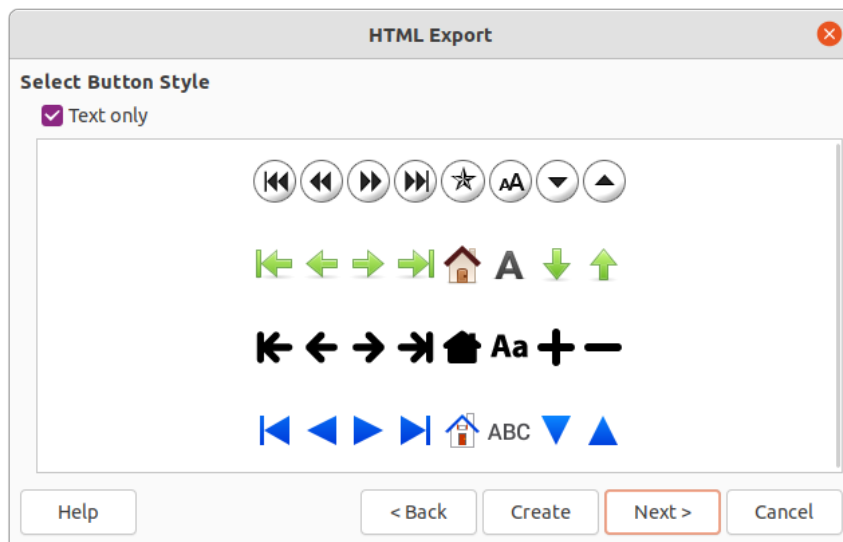 HTML Export
Select Button Style
Text only
AA
A
Aa
ABC
Help
< Back
Create
Next >
Cancel